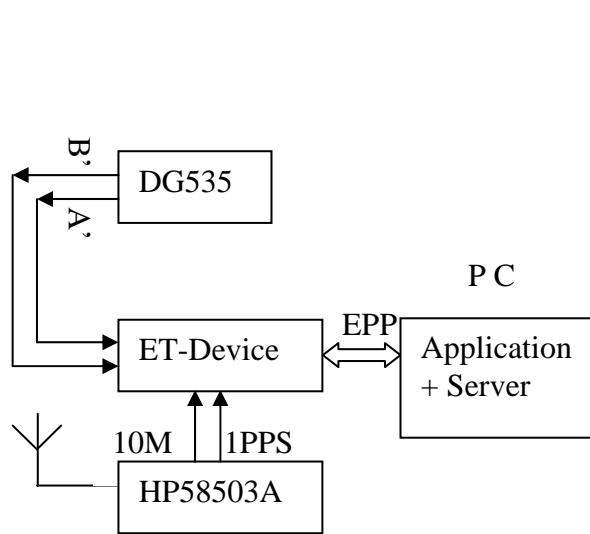 B'
DG535
A'
P C
EPP
ET-Device
Application
+ Server
10M
1PPS
HP58503A